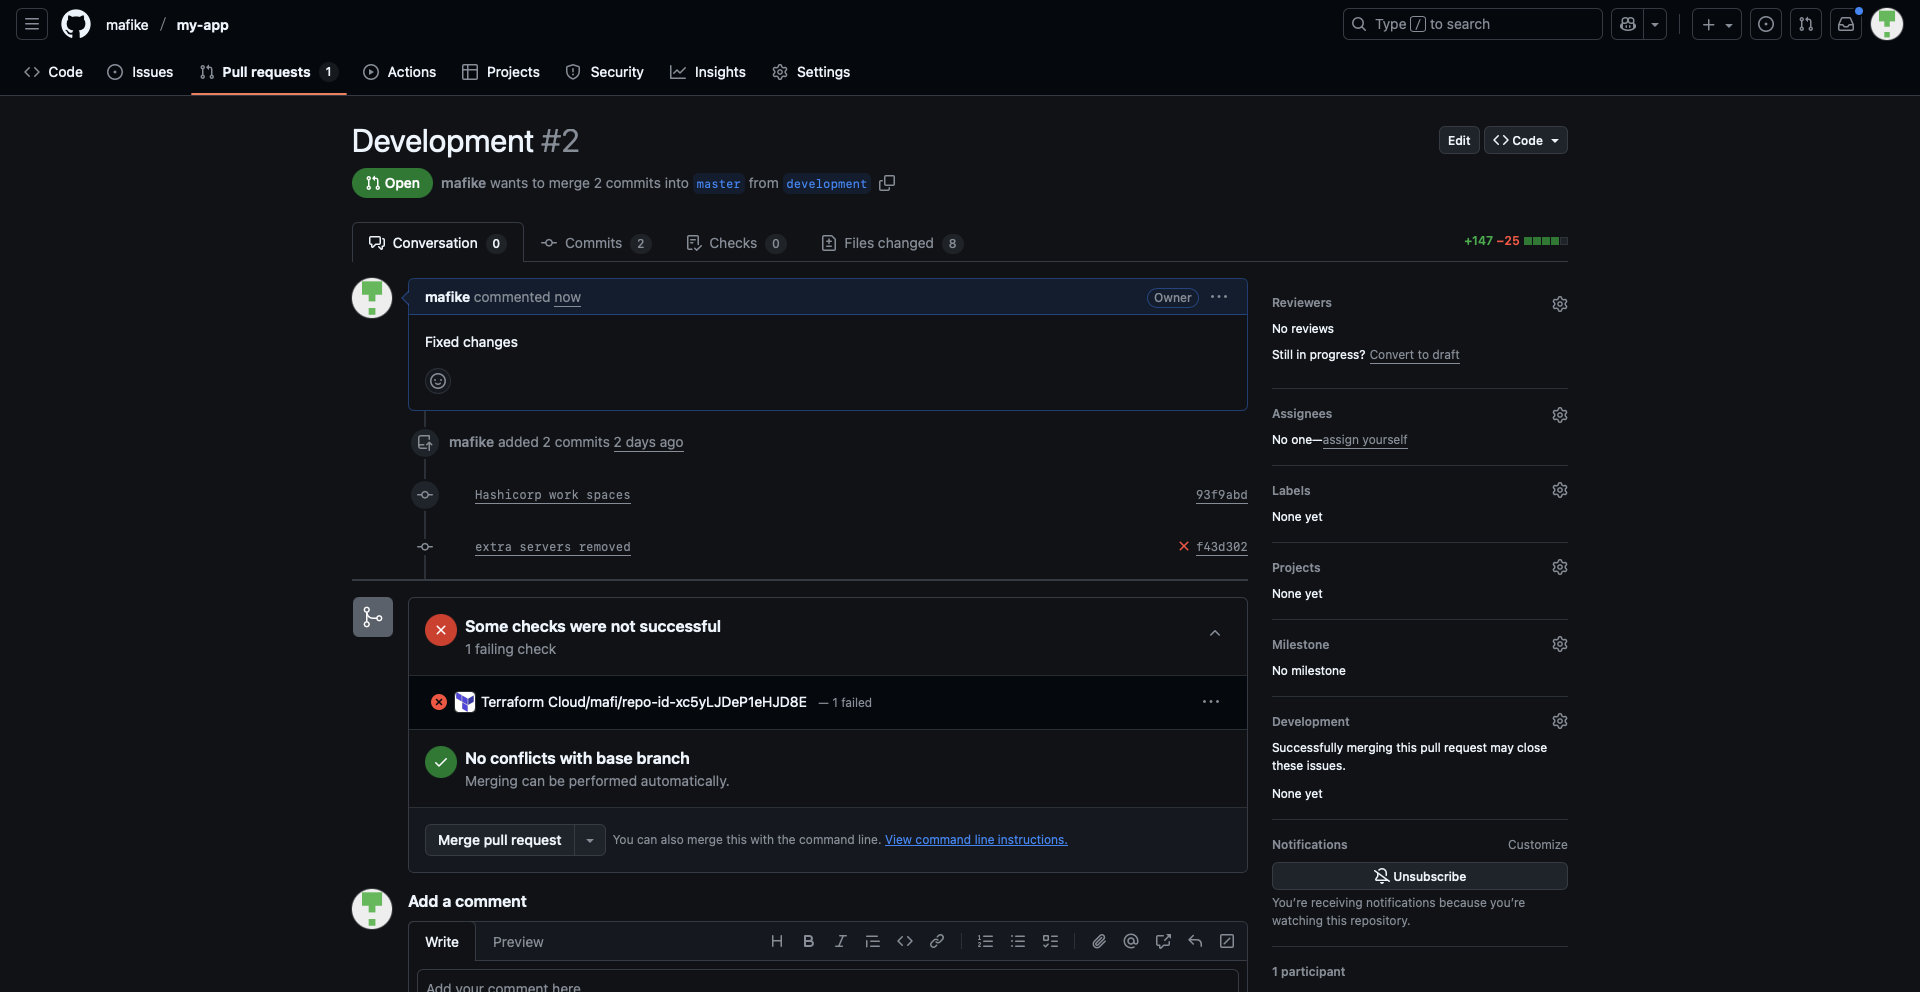 mafike / my-app
Type / to search
Code Issues Pull requests 1 Actions Projects Security Insights Settings
Development #2
Edit Code
Open mafike wants to merge 2 commits into master from development
Conversation 0 Commits 2 Checks 0 Files changed 8
+147 −25
mafike commented now Owner
Fixed changes
mafike added 2 commits 2 days ago
Hashicorp work spaces 93f9abd
extra servers removed f43d302
Some checks were not successful
1 failing check
Terraform Cloud/mafi/repo-id-xc5yLJDeP1eHJD8E — 1 failed
No conflicts with base branch
Merging can be performed automatically.
Merge pull request You can also merge this with the command line. View command line instructions.
Add a comment
Write Preview
Add your comment here
Reviewers
No reviews
Still in progress? Convert to draft
Assignees
No one—assign yourself
Labels
None yet
Projects
None yet
Milestone
No milestone
Development
Successfully merging this pull request may close
these issues.
None yet
Notifications Customize
Unsubscribe
You're receiving notifications because you're
watching this repository.
1 participant